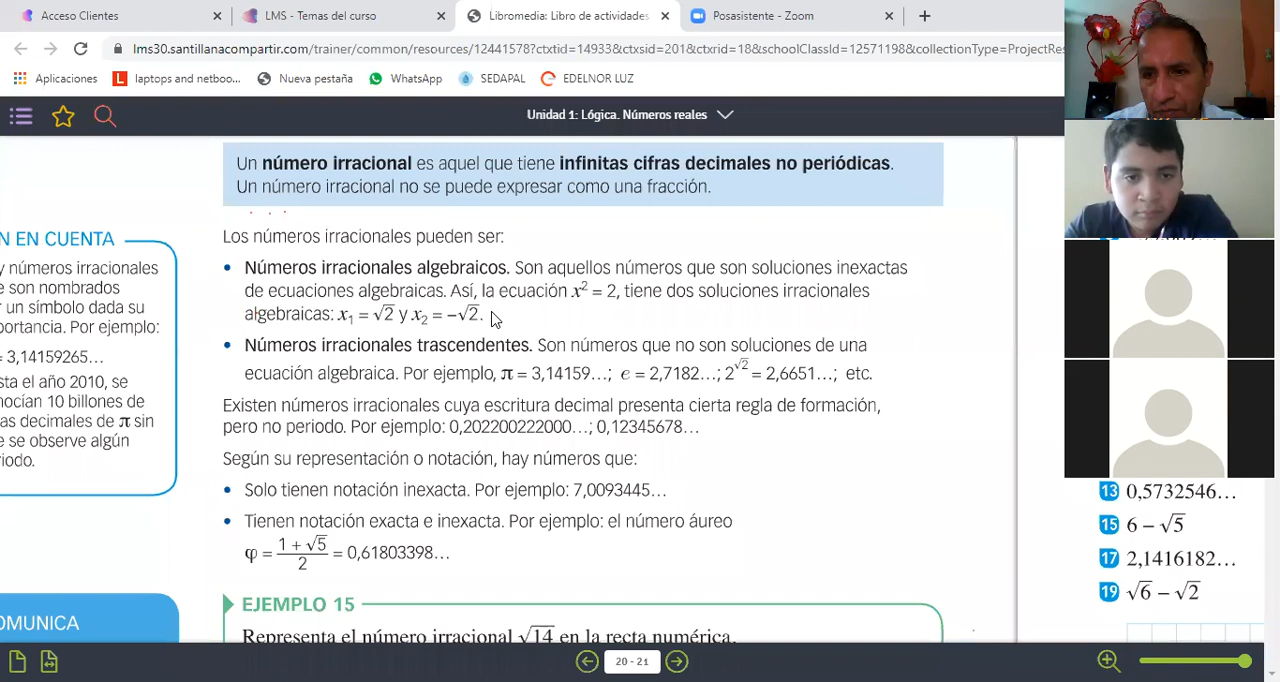 Acceso Clientes
LMS - Temas del curso
Libromedia: Libro de actividades
Posasistente - Zoom
lms30.santillanacompartir.com/trainer/common/resources/12441578?ctxtid=14933&ctxsid=201&ctxrid=18&schoolClassId=12571198&collectionType=ProjectRes
Aplicaciones
laptops and netboo...
Nueva pestaña
WhatsApp
SEDAPAL
EDELNOR LUZ
Unidad 1: Lógica. Números reales
Un número irracional es aquel que tiene infinitas cifras decimales no periódicas.
Un número irracional no se puede expresar como una fracción.
Los números irracionales pueden ser:
• Números irracionales algebraicos. Son aquellos números que son soluciones inexactas
de ecuaciones algebraicas. Así, la ecuación x² = 2, tiene dos soluciones irracionales
algebraicas: x₁ = √2 y x₂ = −√2.
• Números irracionales trascendentes. Son números que no son soluciones de una
ecuación algebraica. Por ejemplo, π = 3,14159...; e = 2,7182...; 2^√2 = 2,6651...; etc.
Existen números irracionales cuya escritura decimal presenta cierta regla de formación,
pero no periodo. Por ejemplo: 0,202200222000...; 0,12345678...
Según su representación o notación, hay números que:
• Solo tienen notación inexacta. Por ejemplo: 7,0093445...
• Tienen notación exacta e inexacta. Por ejemplo: el número áureo
φ = (1 + √5)/2 = 0,61803398...
EJEMPLO 15
Representa el número irracional √14 en la recta numérica.
N EN CUENTA
y números irracionales
e son nombrados
r un símbolo dada su
portancia. Por ejemplo:
= 3,14159265...
sta el año 2010, se
nocían 10 billones de
as decimales de π sin
e se observe algún
riodo.
OMUNICA
13 0,5732546...
15 6 − √5
17 2,1416182...
19 √6 − √2
20 - 21